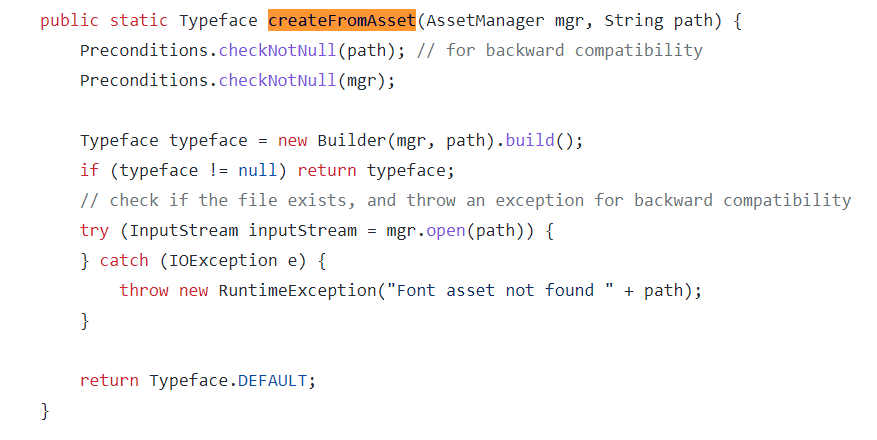 public static Typeface createFromAsset(AssetManager mgr, String path) {
    Preconditions.checkNotNull(path); // for backward compatibility
    Preconditions.checkNotNull(mgr);

    Typeface typeface = new Builder(mgr, path).build();
    if (typeface != null) return typeface;
    // check if the file exists, and throw an exception for backward compatibility
    try (InputStream inputStream = mgr.open(path)) {
    } catch (IOException e) {
        throw new RuntimeException("Font asset not found " + path);
    }

    return Typeface.DEFAULT;
}